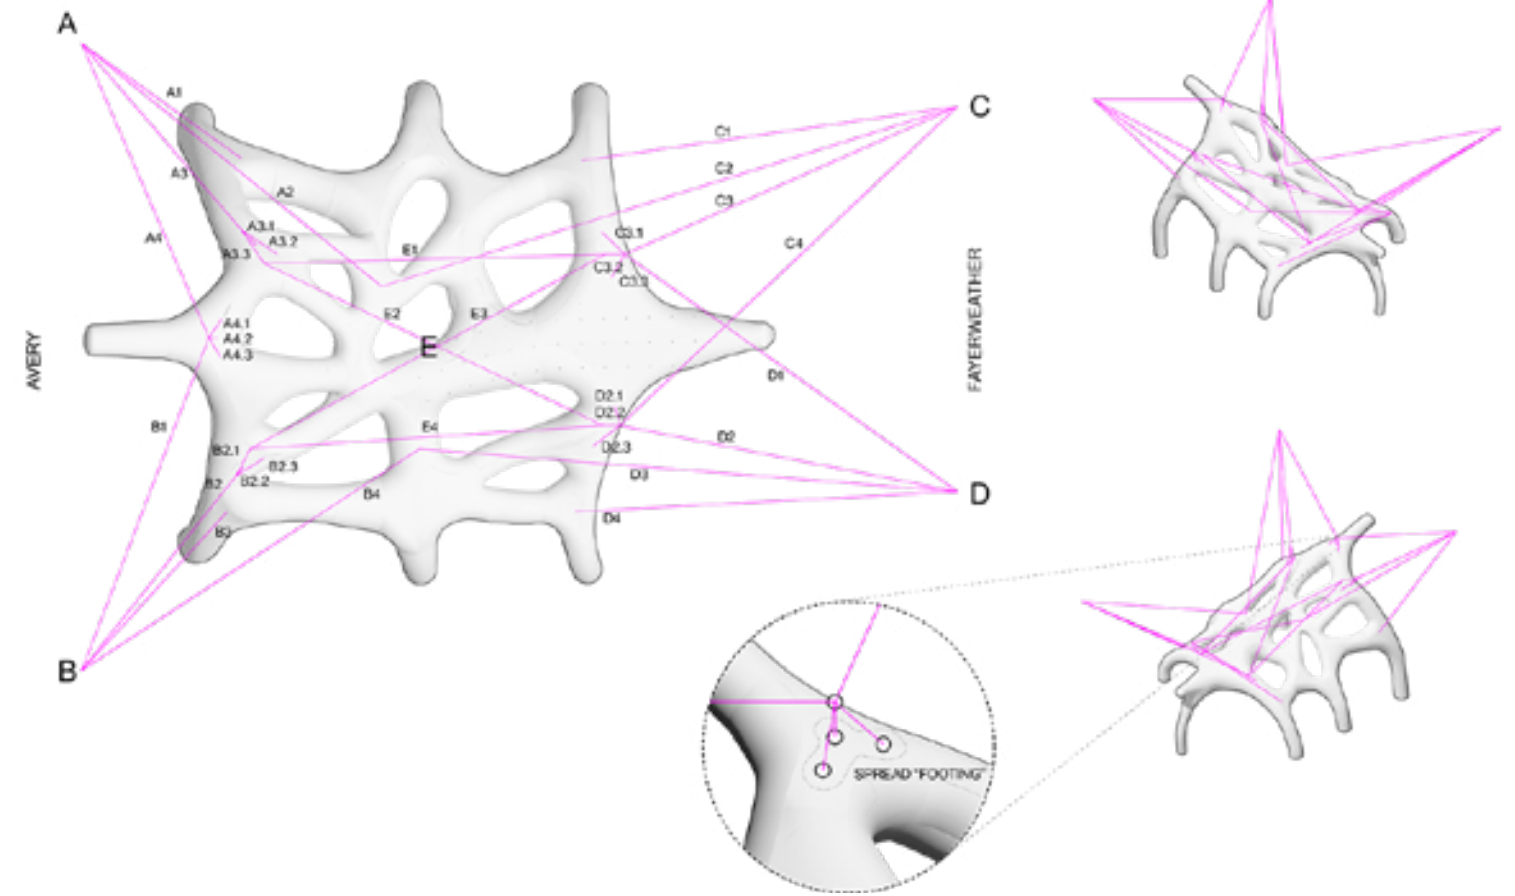 A
C
A1
C1
C2
A3
A2
C3
A3.1
A3.2
C3.1
A4
C4
A3.3
E1
C3.2
C3.3
AVERY
FAYERWEATHER
E2
E3
A4.1
A4.2
A4.3
E
D1
D2.1
D2.2
B1
E4
D2
B2.1
D2.3
B2.3
B2
B2.2
D3
B4
D
D4
B3
B
SPREAD "FOOTING"